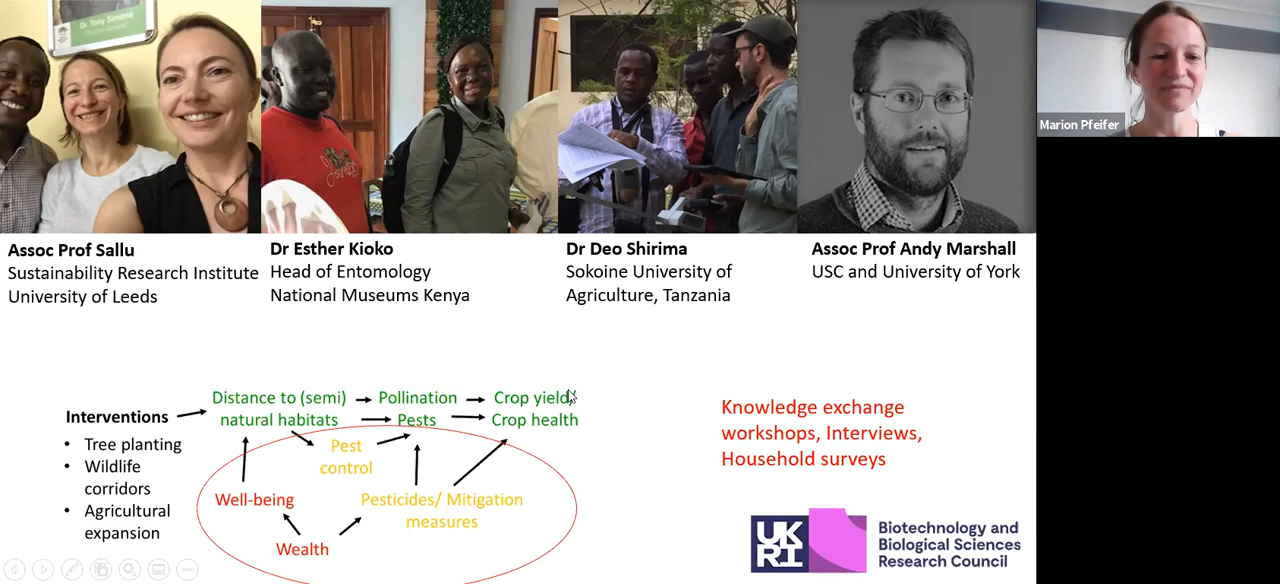 Dr. Tony Simons
Marion Pfeifer
Assoc Prof Sallu
Sustainability Research Institute
University of Leeds
Dr Esther Kioko
Head of Entomology
National Museums Kenya
Dr Deo Shirima
Sokoine University of
Agriculture, Tanzania
Assoc Prof Andy Marshall
USC and University of York
Interventions
• Tree planting
• Wildlife
corridors
• Agricultural
expansion
Distance to (semi)
natural habitats
Pollination
Pests
Crop yield/
Crop health
Pest
control
Well-being
Pesticides/ Mitigation
measures
Wealth
Knowledge exchange
workshops, Interviews,
Household surveys
UK
RI
Biotechnology and
Biological Sciences
Research Council